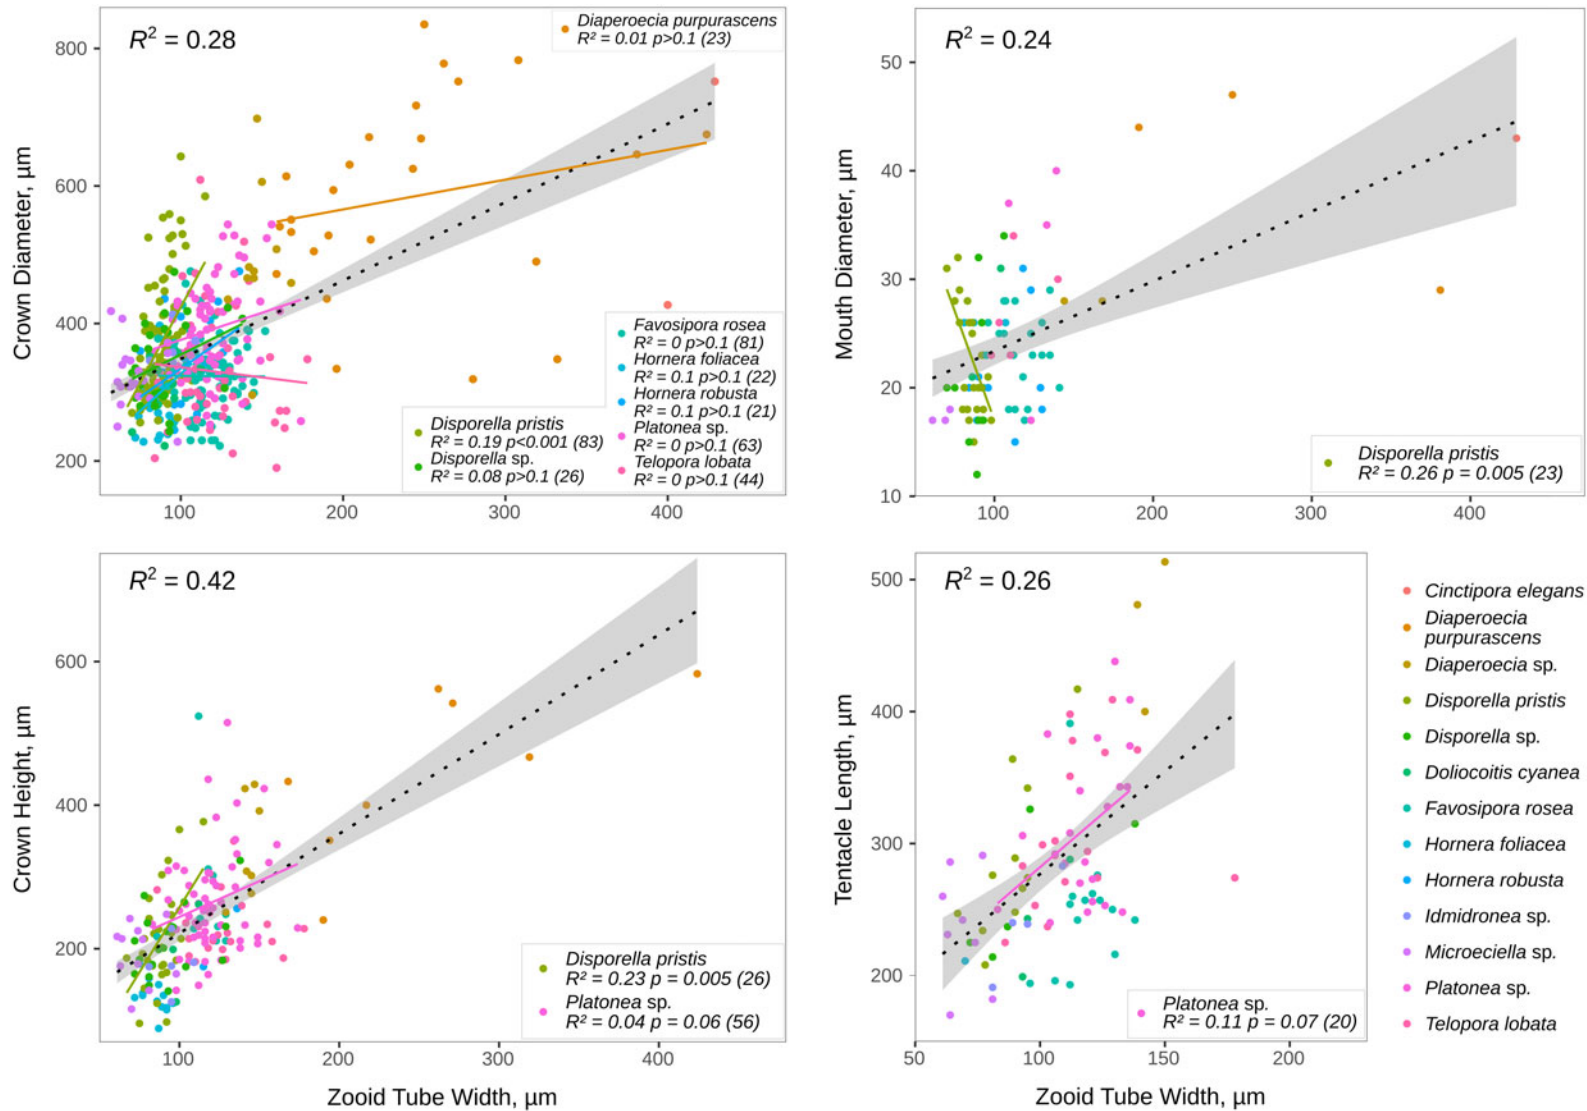 R² = 0.28
Diaperoecia purpurascens
R² = 0.01 p>0.1 (23)
800
600
400
200
Crown Diameter, µm
Favosipora rosea
R² = 0 p>0.1 (81)
Hornera foliacea
R² = 0.1 p>0.1 (22)
Hornera robusta
R² = 0.1 p>0.1 (21)
Platonea sp.
R² = 0 p>0.1 (63)
Telopora lobata
R² = 0 p>0.1 (44)
Disporella pristis
R² = 0.19 p<0.001 (83)
Disporella sp.
R² = 0.08 p>0.1 (26)
100 200 300 400
R² = 0.24
50
40
30
20
10
Mouth Diameter, µm
Disporella pristis
R² = 0.26 p = 0.005 (23)
100 200 300 400
R² = 0.42
600
400
200
Crown Height, µm
Disporella pristis
R² = 0.23 p = 0.005 (26)
Platonea sp.
R² = 0.04 p = 0.06 (56)
100 200 300 400
Zooid Tube Width, µm
R² = 0.26
500
400
300
200
Tentacle Length, µm
Platonea sp.
R² = 0.11 p = 0.07 (20)
50 100 150 200
Zooid Tube Width, µm
Cinctipora elegans
Diaperoecia
purpurascens
Diaperoecia sp.
Disporella pristis
Disporella sp.
Doliocoitis cyanea
Favosipora rosea
Hornera foliacea
Hornera robusta
Idmidronea sp.
Microeciella sp.
Platonea sp.
Telopora lobata